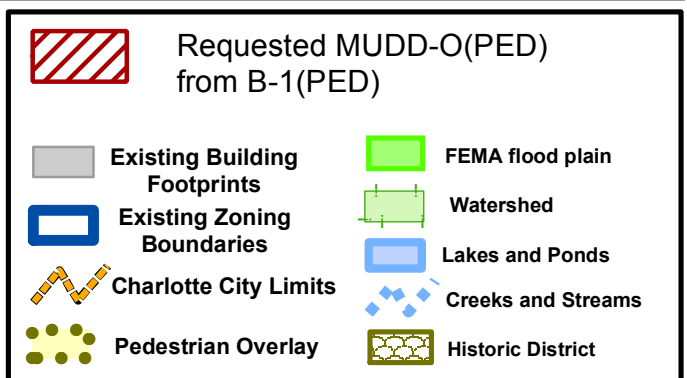 Requested MUDD-O(PED)
from B-1(PED)
Existing Building
Footprints
Existing Zoning
Boundaries
Charlotte City Limits
Pedestrian Overlay
FEMA flood plain
Watershed
Lakes and Ponds
Creeks and Streams
Historic District